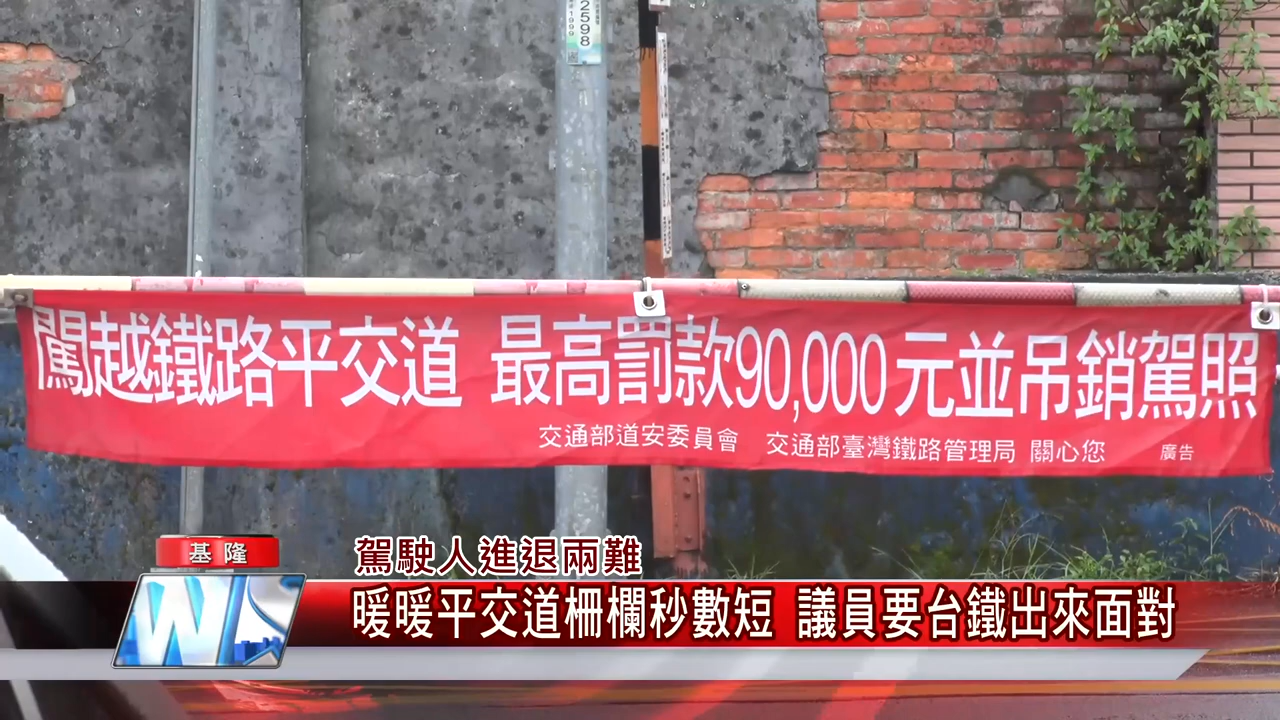 2598
1999
闖越鐵路平交道 最高罰款90,000元並吊銷駕照
交通部道安委員會 交通部臺灣鐵路管理局 關心您 廣告
基隆
駕駛人進退兩難
暖暖平交道柵欄秒數短 議員要台鐵出來面對